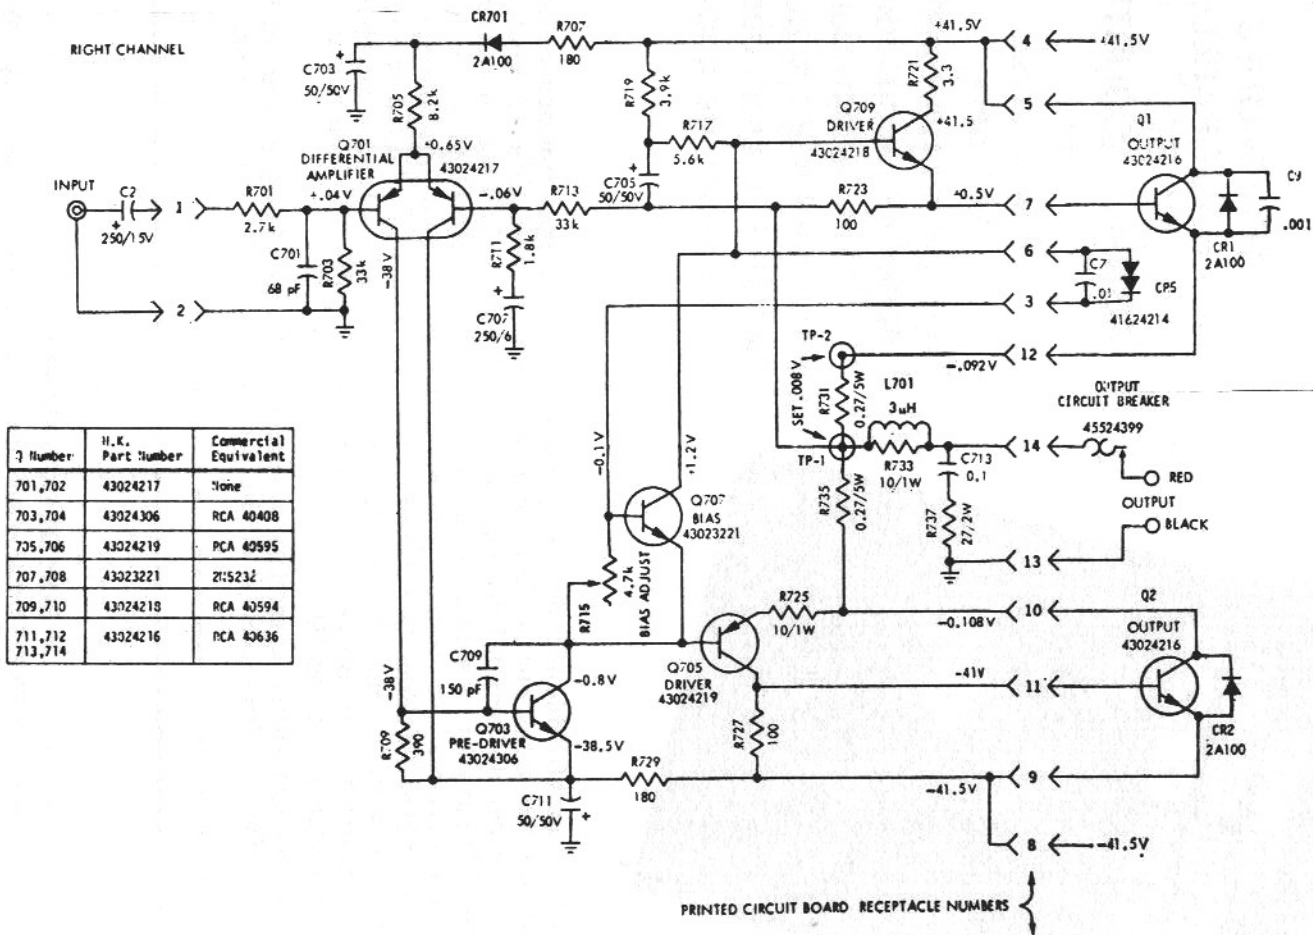 RIGHT CHANNEL
CR701
2A100
R707
180
+41.5V
4
+41.5V
C703
50/50V
+
R705
8.2k
R719
3.9k
R721
3.3
5
Q709
DRIVER
43024218
+41.5
Q1
OUTPUT
43024216
Q701
DIFFERENTIAL
AMPLIFIER
+0.65V
43024217
R717
5.6k
C705
50/50V
+
INPUT
C2
+
250/15V
1
R701
2.7k
+.04V
-.06V
R713
33k
R723
100
+0.5V
7
C9
.001
CR1
2A100
C701
68 pF
R703
33k
-38V
R711
1.8k
+
C707
250/6
6
C7
.01
CP5
41624214
2
3
TP-2
12
-.092V
SET .008V
R731
0.27/5W
L701
3µH
OUTPUT
CIRCUIT BREAKER
45524399
TP-1
14
R733
10/1W
C713
0.1
RED
OUTPUT
BLACK
R735
0.27/5W
R737
27/2W
13
Q Number
H.K.
Part Number
Commercial
Equivalent
701,702 43024217 None
703,704 43024306 RCA 40408
705,706 43024219 RCA 40595
707,708 43023221 2N5232
709,710 43024218 RCA 40594
711,712
713,714 43024216 RCA 40636
-0.1V
+1.2V
Q707
BIAS
43023221
R715
4.7k
BIAS ADJUST
R725
10/1W
-0.108V
10
Q2
OUTPUT
43024216
C709
150 pF
-0.8V
Q705
DRIVER
43024219
-41V
11
-38V
R709
390
Q703
PRE-DRIVER
43024306
-38.5V
R727
100
CR2
2A100
R729
180
C711
50/50V
+
-41.5V
9
8
-41.5V
PRINTED CIRCUIT BOARD RECEPTACLE NUMBERS